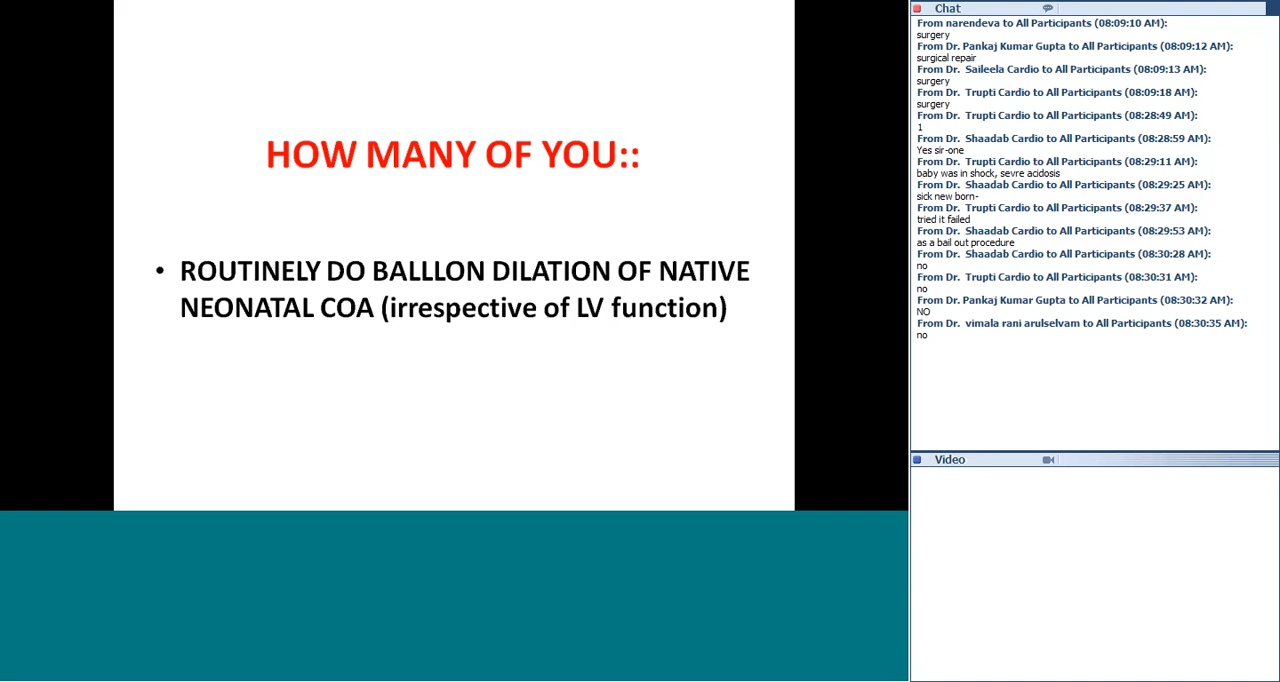 HOW MANY OF YOU::
• ROUTINELY DO BALLLON DILATION OF NATIVE
NEONATAL COA (irrespective of LV function)
Chat
From narendeva to All Participants (08:09:10 AM):
surgery
From Dr. Pankaj Kumar Gupta to All Participants (08:09:12 AM):
surgical repair
From Dr.  Saileela Cardio to All Participants (08:09:13 AM):
surgery
From Dr.  Trupti Cardio to All Participants (08:09:18 AM):
surgery
From Dr.  Trupti Cardio to All Participants (08:28:49 AM):
1
From Dr.  Shaadab Cardio to All Participants (08:28:59 AM):
Yes sir-one
From Dr.  Trupti Cardio to All Participants (08:29:11 AM):
baby was in shock, sevre acidosis
From Dr.  Shaadab Cardio to All Participants (08:29:25 AM):
sick new born-
From Dr.  Trupti Cardio to All Participants (08:29:37 AM):
tried it failed
From Dr.  Shaadab Cardio to All Participants (08:29:53 AM):
as a bail out procedure
From Dr.  Shaadab Cardio to All Participants (08:30:28 AM):
no
From Dr.  Trupti Cardio to All Participants (08:30:31 AM):
no
From Dr. Pankaj Kumar Gupta to All Participants (08:30:32 AM):
NO
From Dr.  vimala rani arulselvam to All Participants (08:30:35 AM):
no
Video